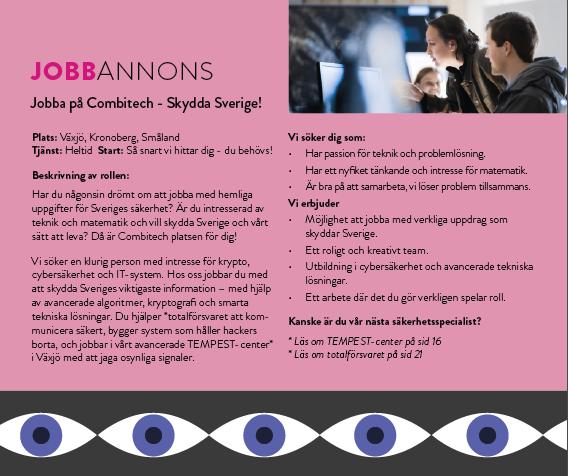 JOBBANNONS
Jobba på Combitech - Skydda Sverige!
Plats: Växjö, Kronoberg, Småland
Tjänst: Heltid Start: Så snart vi hittar dig - du behövs!
Beskrivning av rollen:
Har du någonsin drömt om att jobba med hemliga
uppgifter för Sveriges säkerhet? Är du intresserad av
teknik och matematik och vill skydda Sverige och vårt
sätt att leva? Då är Combitech platsen för dig!
Vi söker en klurig person med intresse för krypto,
cybersäkerhet och IT-system. Hos oss jobbar du med
att skydda Sveriges viktigaste information – med hjälp
av avancerade algoritmer, kryptografi och smarta
tekniska lösningar. Du hjälper *totalförsvaret att kom-
municera säkert, bygger system som håller hackers
borta, och jobbar i vårt avancerade TEMPEST-center*
i Växjö med att jaga osynliga signaler.
Vi söker dig som:
• Har passion för teknik och problemlösning.
• Har ett nyfiket tänkande och intresse för matematik.
• Är bra på att samarbeta, vi löser problem tillsammans.
Vi erbjuder
• Möjlighet att jobba med verkliga uppdrag som
skyddar Sverige.
• Ett roligt och kreativt team.
• Utbildning i cybersäkerhet och avancerade tekniska
lösningar.
• Ett arbete där det du gör verkligen spelar roll.
Kanske är du vår nästa säkerhetsspecialist?
* Läs om TEMPEST-center på sid 16
* Läs om totalförsvaret på sid 21